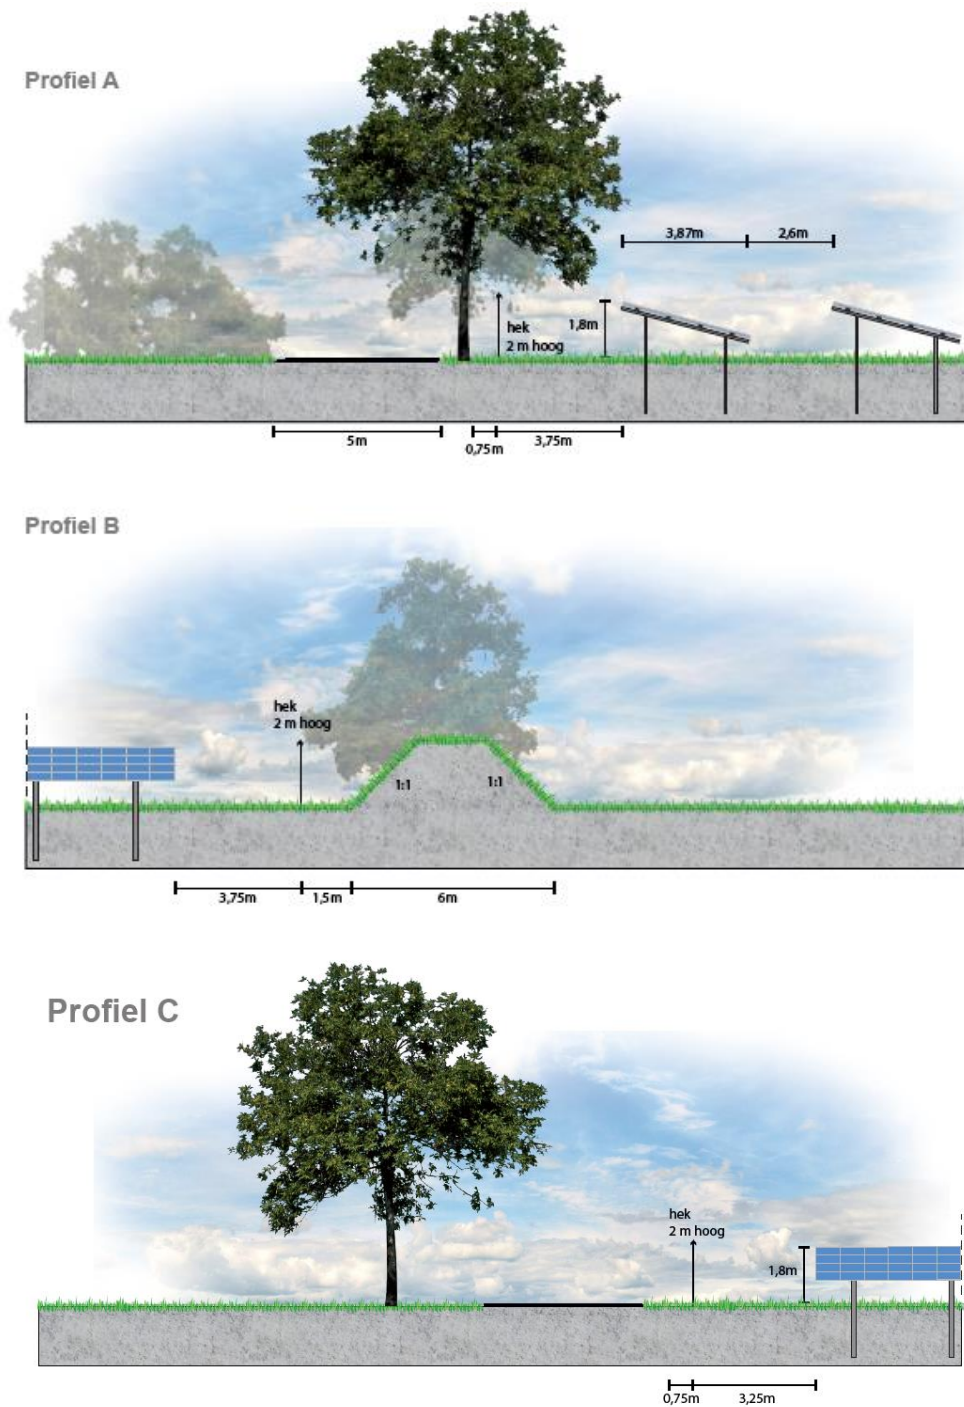 Profiel A
3,87m
2,6m
hek
2 m hoog
1,8m
5m
0,75m
3,75m
Profiel B
hek
2 m hoog
1:1
1:1
3,75m
1,5m
6m
Profiel C
hek
2 m hoog
1,8m
0,75m
3,25m